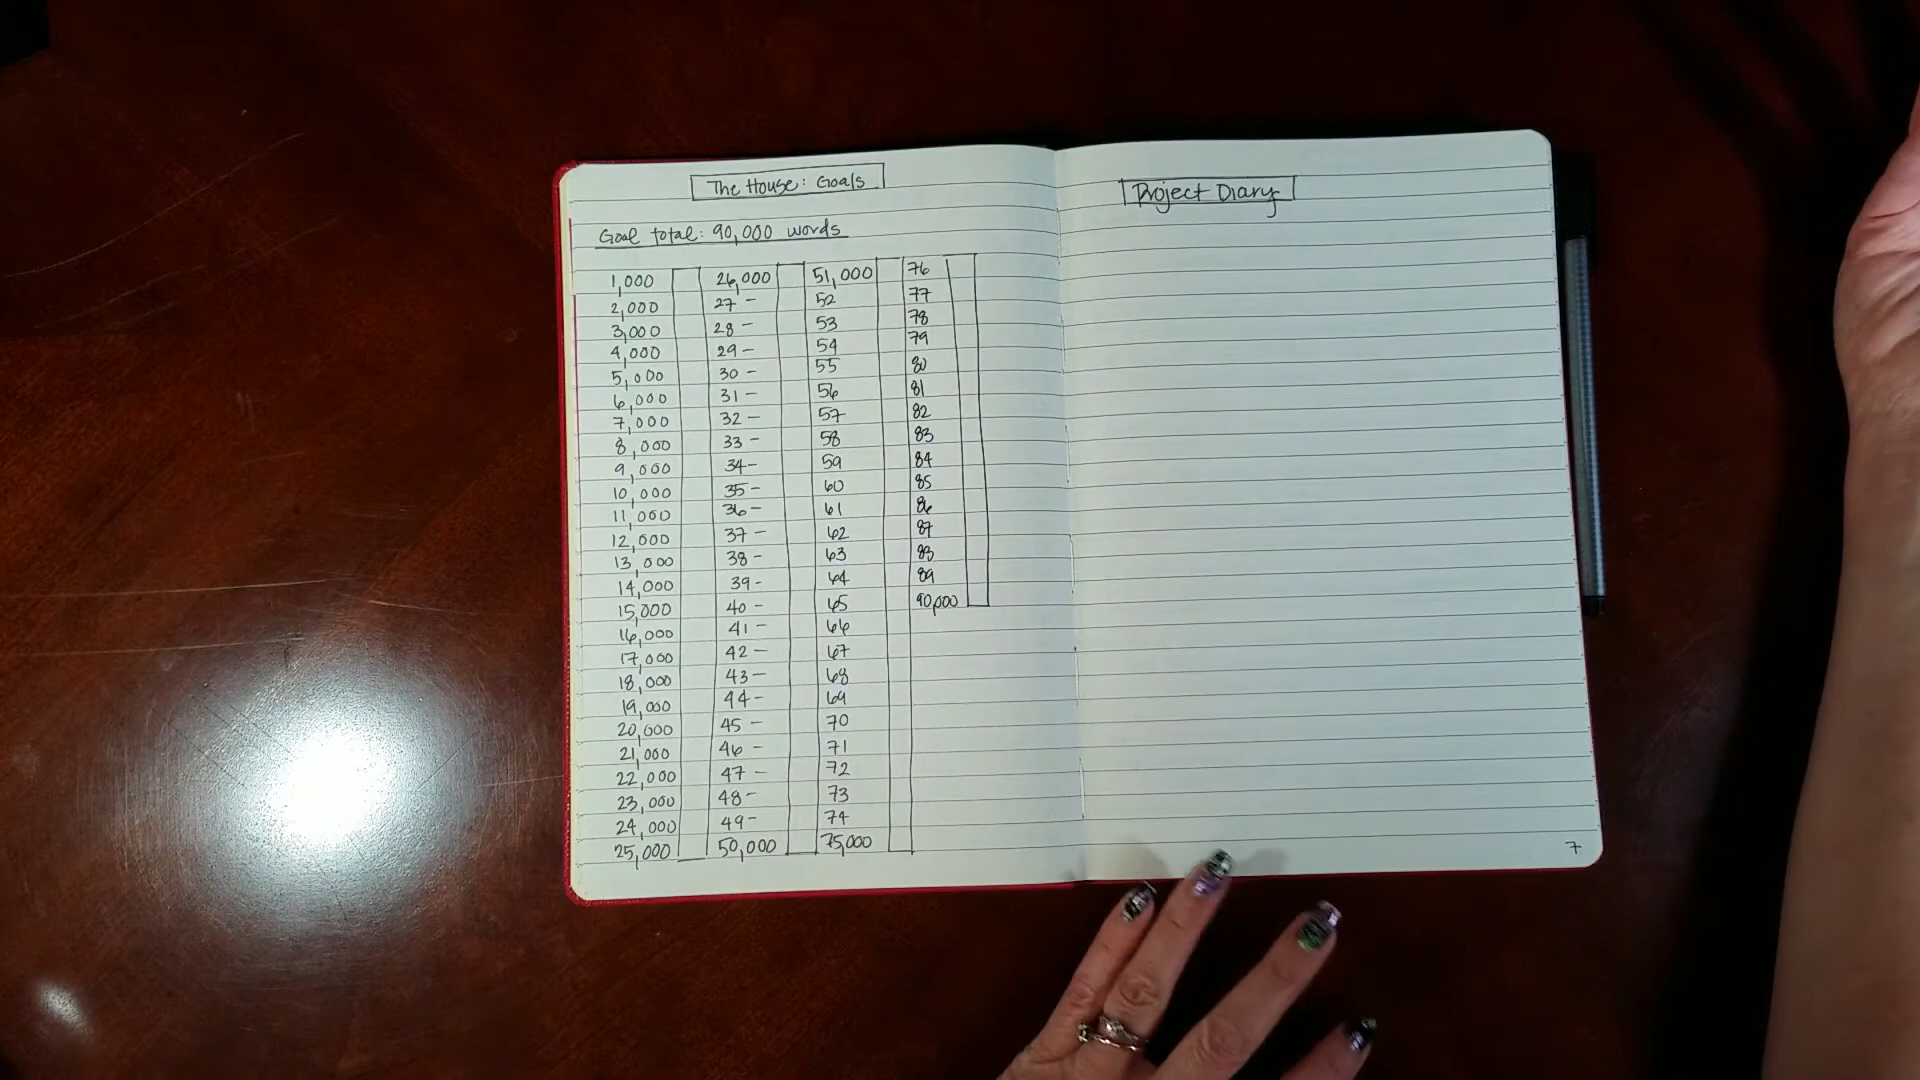 The House: Goals
Goal total: 90,000 words
1,000 26,000 51,000 76
2,000 27 - 52 77
3,000 28 - 53 78
4,000 29 - 54 79
5,000 30 - 55 80
6,000 31 - 56 81
7,000 32 - 57 82
8,000 33 - 58 83
9,000 34 - 59 84
10,000 35 - 60 85
11,000 36 - 61 86
12,000 37 - 62 87
13,000 38 - 63 88
14,000 39 - 64 89
15,000 40 - 65 90,000
16,000 41 - 66
17,000 42 - 67
18,000 43 - 68
19,000 44 - 69
20,000 45 - 70
21,000 46 - 71
22,000 47 - 72
23,000 48 - 73
24,000 49 - 74
25,000 50,000 75,000
Project Diary
7